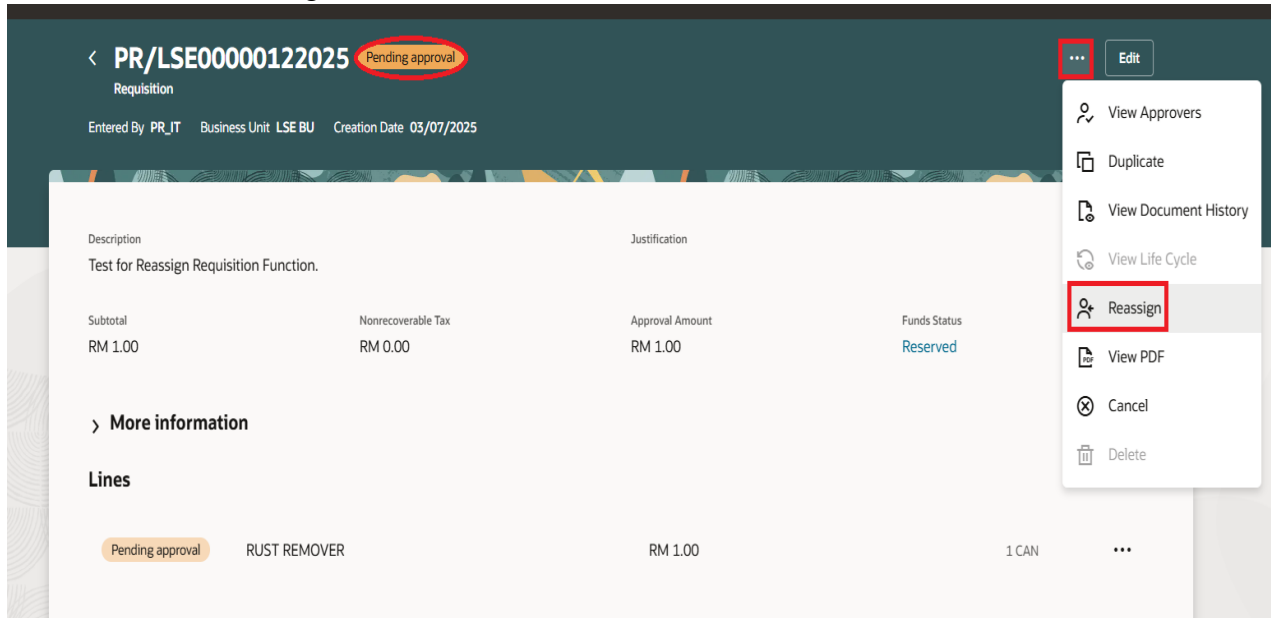 PR/LSE00000122025 Pending approval
... Edit
Requisition
Entered By PR_IT Business Unit LSE BU Creation Date 03/07/2025
View Approvers
Duplicate
View Document History
View Life Cycle
Reassign
View PDF
PDF
Cancel
Delete
Description
Test for Reassign Requisition Function.
Justification
Subtotal Nonrecoverable Tax Approval Amount Funds Status
RM 1.00 RM 0.00 RM 1.00 Reserved
More information
Lines
Pending approval RUST REMOVER RM 1.00 1 CAN ...